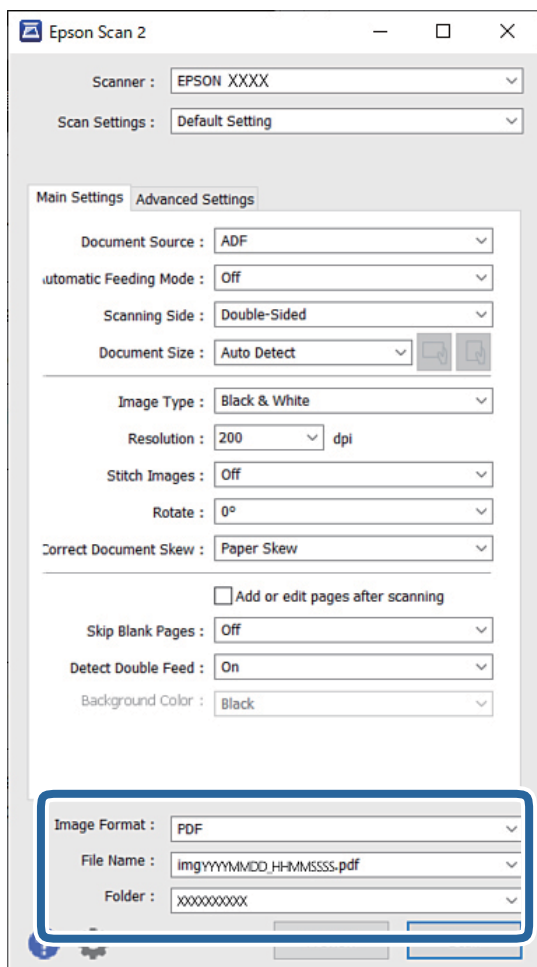 Epson Scan 2
Scanner : EPSON XXXX
Scan Settings : Default Setting
Main Settings Advanced Settings
Document Source : ADF
utomatic Feeding Mode : Off
Scanning Side : Double-Sided
Document Size : Auto Detect
Image Type : Black & White
Resolution : 200 dpi
Stitch Images : Off
Rotate : 0°
Correct Document Skew : Paper Skew
Add or edit pages after scanning
Skip Blank Pages : Off
Detect Double Feed : On
Background Color : Black
Image Format : PDF
File Name : imgYYYYMMDD_HHMMSSSS.pdf
Folder : XXXXXXXXXX